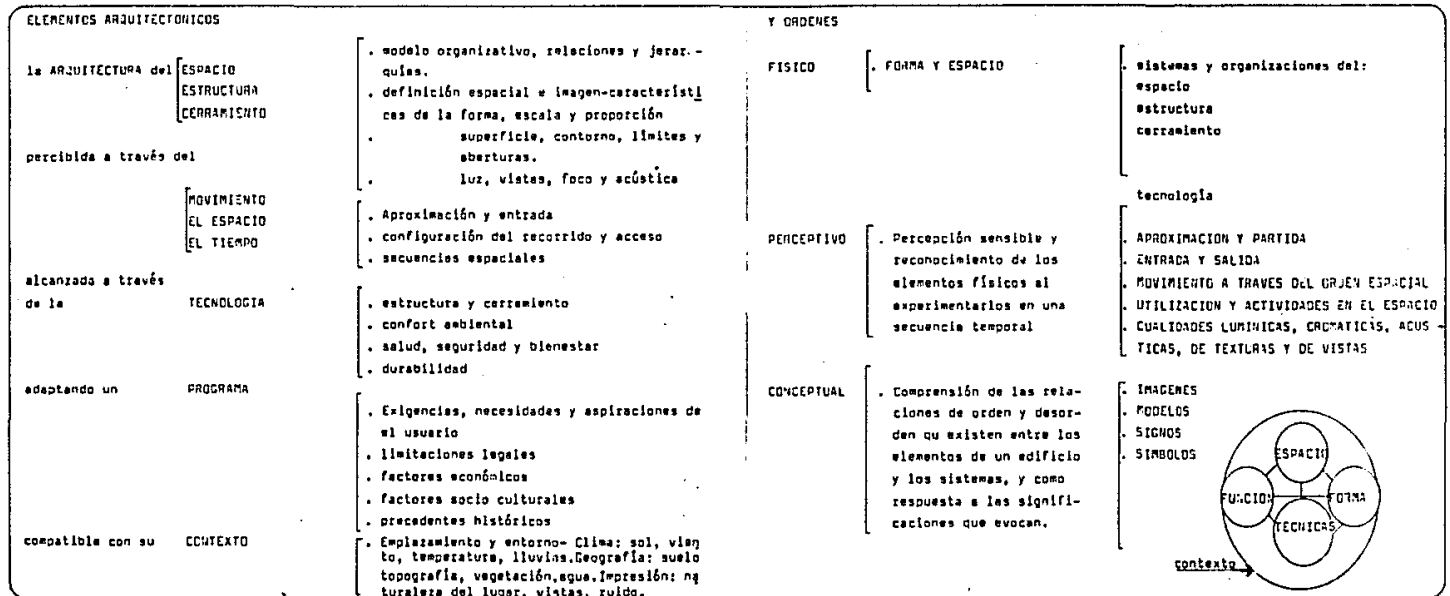 ELEMENTOS ARQUITECTONICOS
la ARQUITECTURA del
ESPACIO
ESTRUCTURA
CERRAMIENTO
. modelo organizativo, relaciones y jerar.-
quías.
. definición espacial e imagen-característi
cas de la forma, escala y proporción
. superficie, contorno, límites y
aberturas.
. luz, vistas, foco y acústica
percibida a través del
MOVIMIENTO
EL ESPACIO
EL TIEMPO
. Aproximación y entrada
. configuración del recorrido y acceso
. secuencias espaciales
alcanzada a través
de la TECNOLOGIA
. estructura y cerramiento
. confort ambiental
. salud, seguridad y bienestar
. durabilidad
adaptando un PROGRAMA
. Exigencias, necesidades y aspiraciones de
el usuario
. limitaciones legales
. factores económicos
. factores socio culturales
. precedentes históricos
compatible con su CONTEXTO
. Emplazamiento y entorno- Clima: sol, vien
to, temperatura, lluvias.Geografía: suelo
topografía, vegetación,agua.Impresión: na
turaleza del lugar, vistas, ruido.
Y ORDENES
FISICO
. FORMA Y ESPACIO
. sistemas y organizaciones del:
espacio
estructura
cerramiento
tecnología
PERCEPTIVO
. Percepción sensible y
reconocimiento de los
elementos físicos al
experimentarlos en una
secuencia temporal
. APROXIMACION Y PARTIDA
. ENTRADA Y SALIDA
. MOVIMIENTO A TRAVES DEL ORDEN ESPACIAL
. UTILIZACION Y ACTIVIDADES EN EL ESPACIO
. CUALIDADES LUMINICAS, CROMATICAS, ACUS -
TICAS, DE TEXTURAS Y DE VISTAS
CONCEPTUAL
. Comprensión de las rela-
ciones de orden y desor-
den qu existen entre los
elementos de un edificio
y los sistemas, y como
respuesta a las signifi-
caciones que evocan.
. IMAGENES
. MODELOS
. SIGNOS
. SIMBOLOS
ESPACIO
FUNCION
FORMA
TECNICAS
contexto